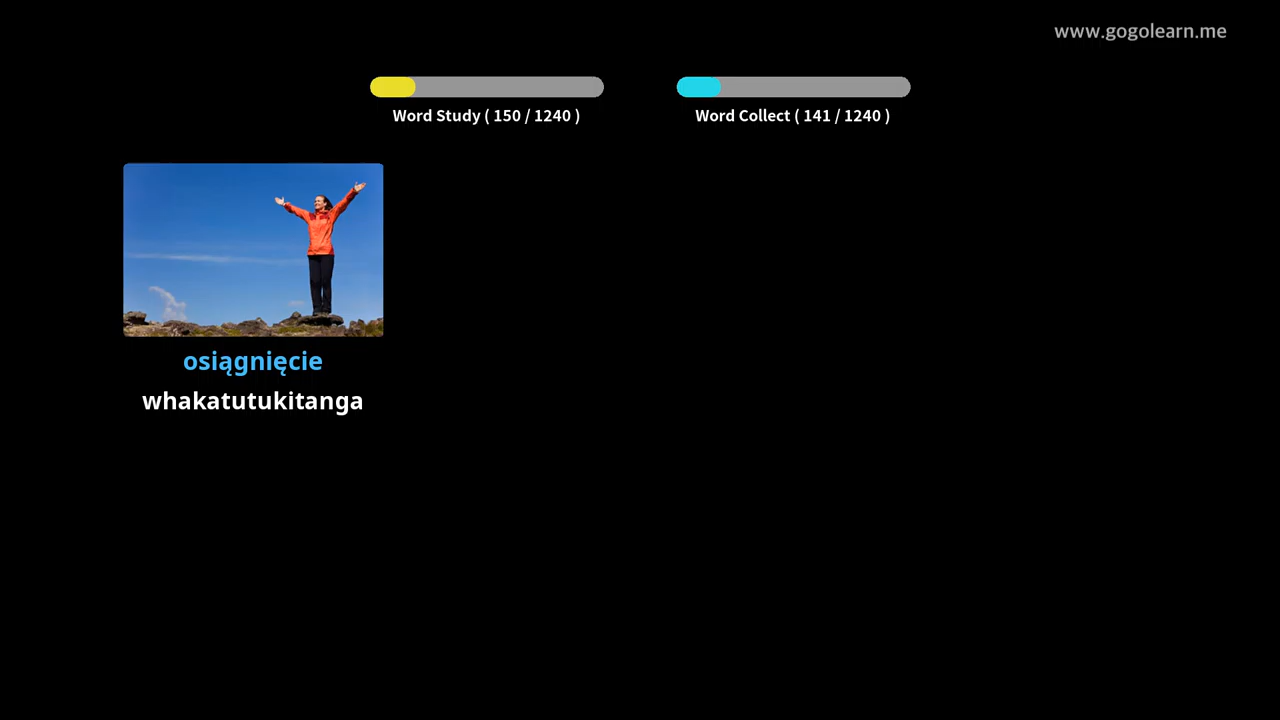 www.gogolearn.me
Word Study ( 150 / 1240 )
Word Collect ( 141 / 1240 )
osiągnięcie
whakatutukitanga